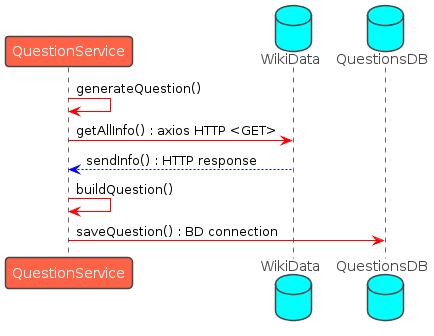 QuestionService
WikiData
QuestionsDB
generateQuestion()
getAllInfo() : axios HTTP <GET>
sendInfo() : HTTP response
buildQuestion()
saveQuestion() : BD connection
QuestionService
WikiData
QuestionsDB